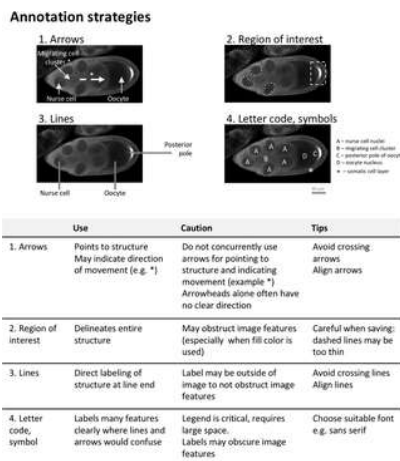 Annotation strategies
1. Arrows
2. Region of interest
Migrating cell
cluster *
*
Nurse cell
Oocyte
3. Lines
4. Letter code, symbols
Posterior
pole
A
A
A
A
A
A
B
D
C
*
A – nurse cell nuclei
B – migrating cell cluster
C – posterior pole of oocyte
D – oocyte nucleus
* – somatic cell layer
Nurse cell
Oocyte
Use
Caution
Tips
1. Arrows
Points to structure
May indicate direction
of movement (e.g. *)
Do not concurrently use
arrows for pointing to
structure and indicating
movement (example *)
Arrowheads alone often have
no clear direction
Avoid crossing
arrows
Align arrows
2. Region of
interest
Delineates entire
structure
May obstruct image features
(especially when fill color is
used)
Careful when saving:
dashed lines may be
too thin
3. Lines
Direct labeling of
structure at line end
Label may be outside of
image to not obstruct image
features
Avoid crossing lines
Align lines
4. Letter
code,
symbol
Labels many features
clearly where lines and
arrows would confuse
Legend is critical, requires
large space.
Labels may obscure image
features
Choose suitable font
e.g. sans serif